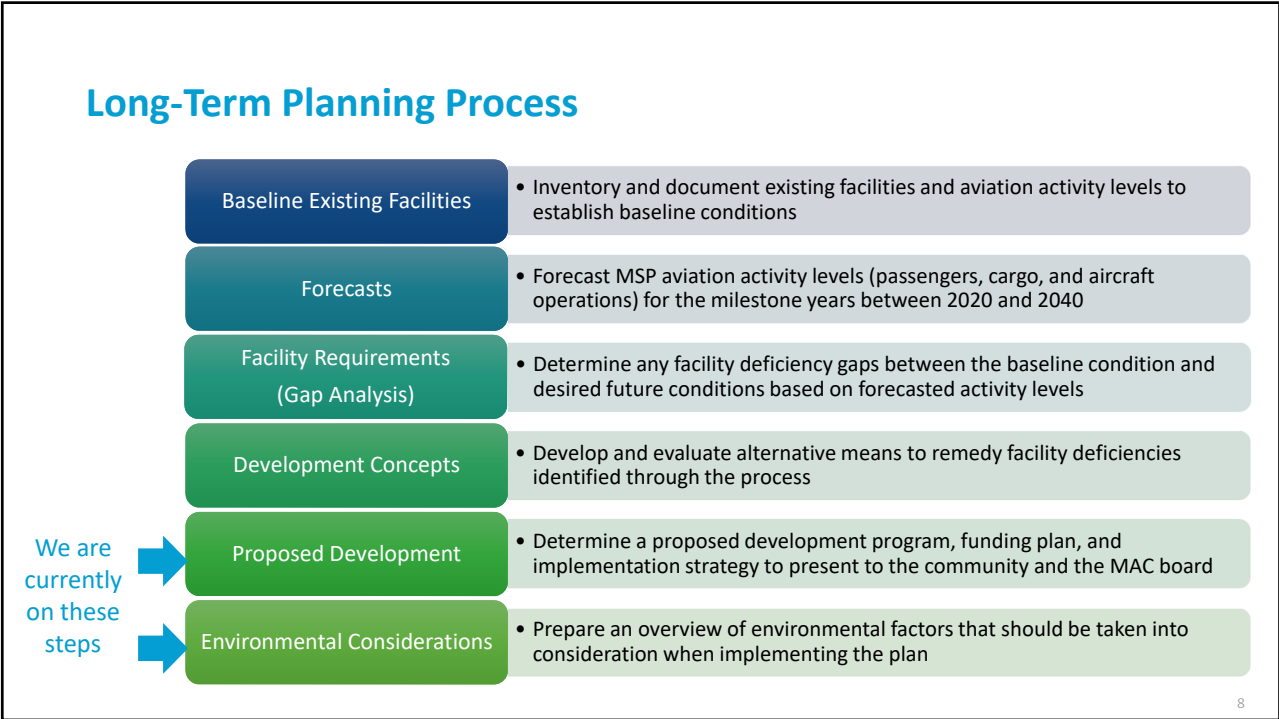 Long-Term Planning Process
Baseline Existing Facilities
• Inventory and document existing facilities and aviation activity levels to
establish baseline conditions
Forecasts
• Forecast MSP aviation activity levels (passengers, cargo, and aircraft
operations) for the milestone years between 2020 and 2040
Facility Requirements
(Gap Analysis)
• Determine any facility deficiency gaps between the baseline condition and
desired future conditions based on forecasted activity levels
Development Concepts
• Develop and evaluate alternative means to remedy facility deficiencies
identified through the process
We are
currently
on these
steps
Proposed Development
• Determine a proposed development program, funding plan, and
implementation strategy to present to the community and the MAC board
Environmental Considerations
• Prepare an overview of environmental factors that should be taken into
consideration when implementing the plan
8